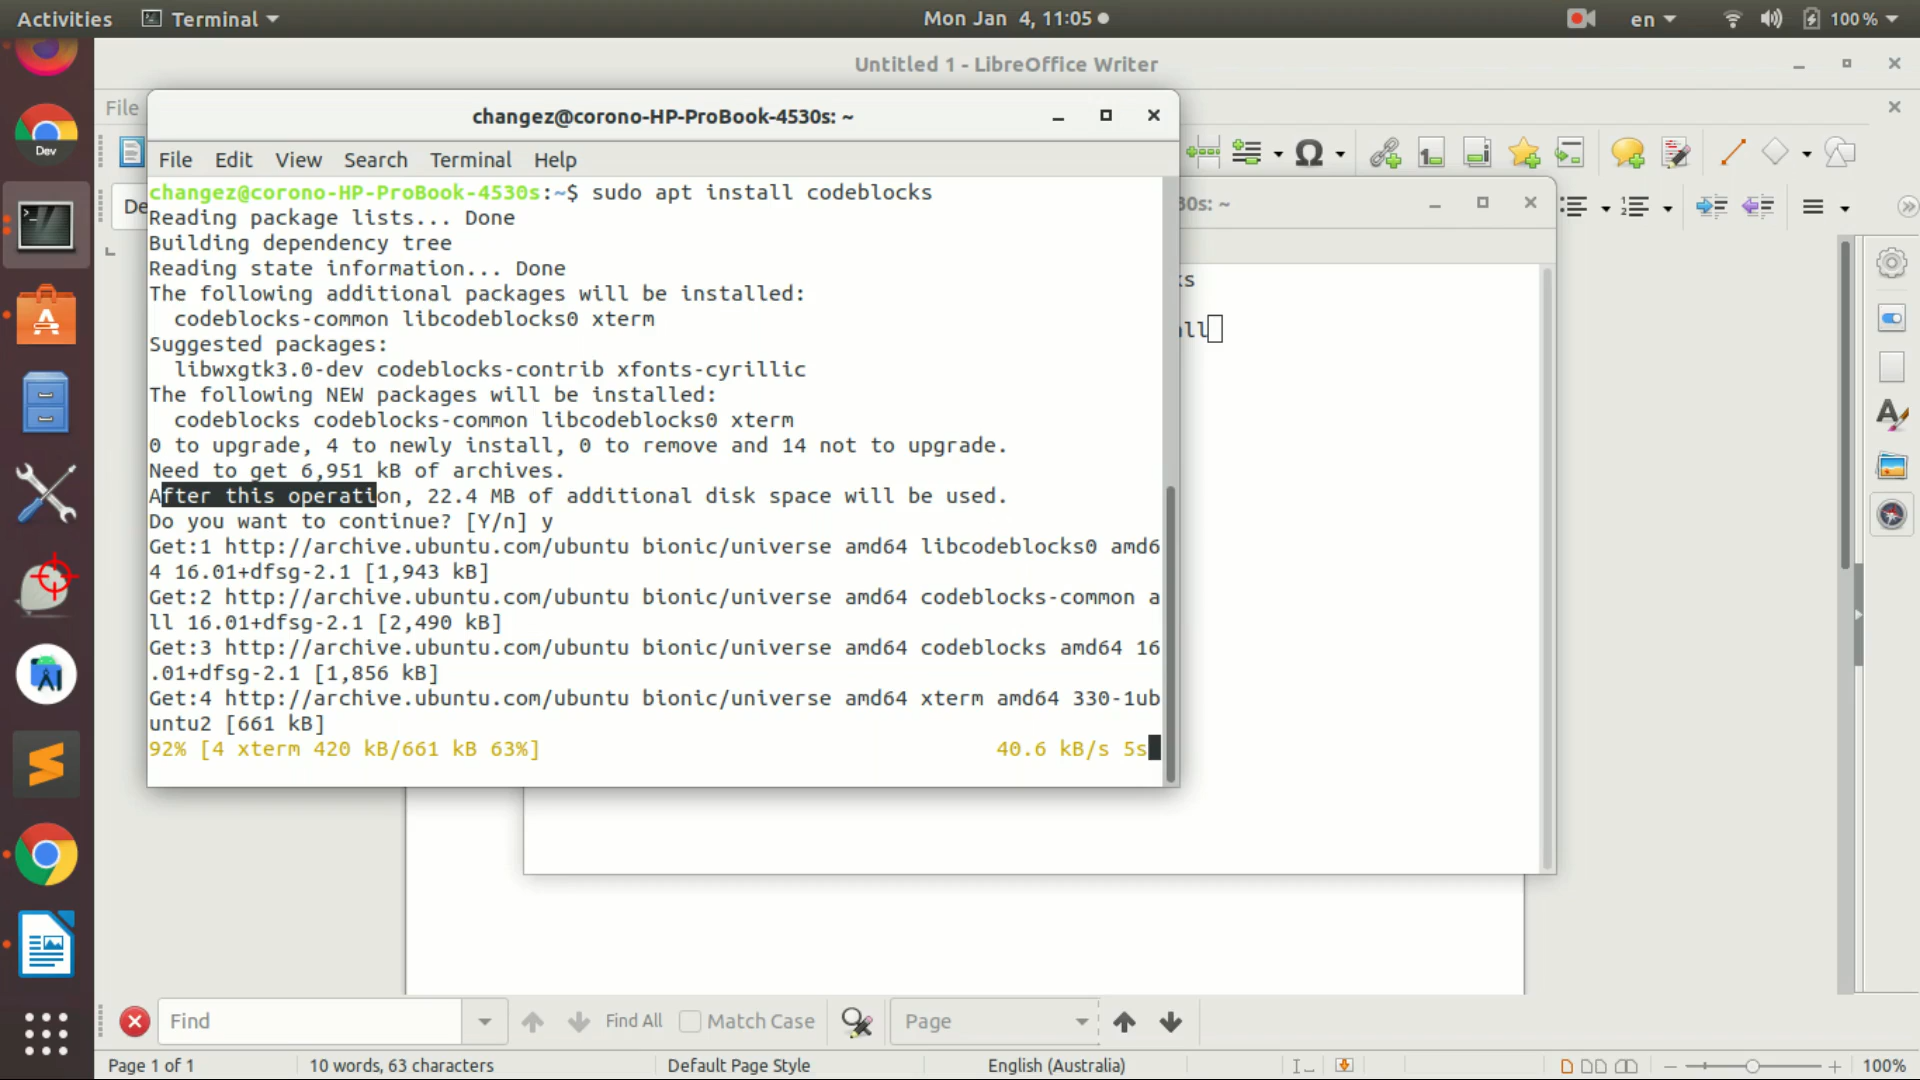 Activities
Terminal
Mon Jan 4, 11:05
en
100 %
Untitled 1 - LibreOffice Writer
File
Dev
changez@corono-HP-ProBook-4530s: ~
File Edit View Search Terminal Help
De
30s: ~
changez@corono-HP-ProBook-4530s:~$ sudo apt install codeblocks
Reading package lists... Done
Building dependency tree
Reading state information... Done
The following additional packages will be installed:
codeblocks-common libcodeblocks0 xterm
Suggested packages:
libwxgtk3.0-dev codeblocks-contrib xfonts-cyrillic
The following NEW packages will be installed:
codeblocks codeblocks-common libcodeblocks0 xterm
0 to upgrade, 4 to newly install, 0 to remove and 14 not to upgrade.
Need to get 6,951 kB of archives.
After this operation, 22.4 MB of additional disk space will be used.
Do you want to continue? [Y/n] y
Get:1 http://archive.ubuntu.com/ubuntu bionic/universe amd64 libcodeblocks0 amd6
4 16.01+dfsg-2.1 [1,943 kB]
Get:2 http://archive.ubuntu.com/ubuntu bionic/universe amd64 codeblocks-common a
ll 16.01+dfsg-2.1 [2,490 kB]
Get:3 http://archive.ubuntu.com/ubuntu bionic/universe amd64 codeblocks amd64 16
.01+dfsg-2.1 [1,856 kB]
Get:4 http://archive.ubuntu.com/ubuntu bionic/universe amd64 xterm amd64 330-1ub
untu2 [661 kB]
92% [4 xterm 420 kB/661 kB 63%] 40.6 kB/s 5s
ks
all
Find
Find All
Match Case
Page
Page 1 of 1
10 words, 63 characters
Default Page Style
English (Australia)
100%